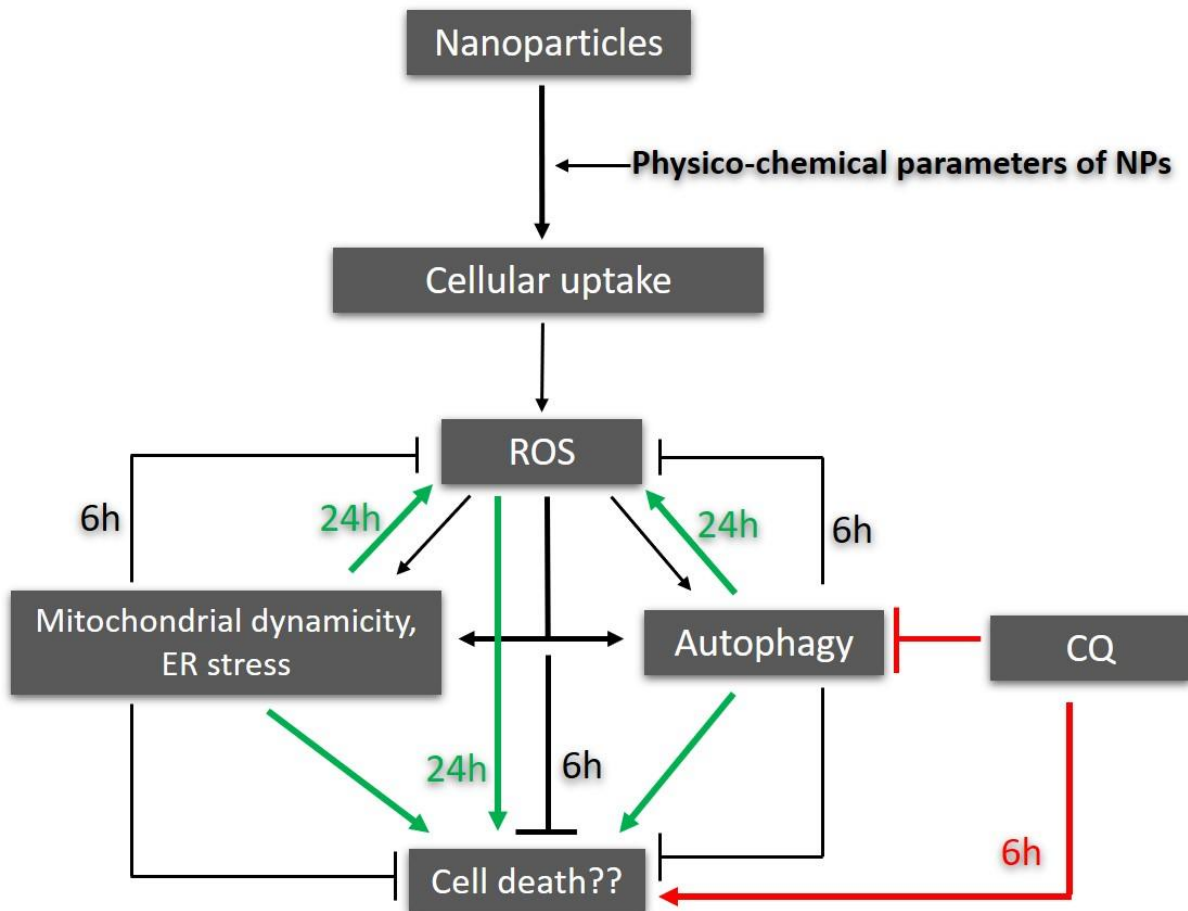 Nanoparticles
Physico-chemical parameters of NPs
Cellular uptake
ROS
6h
24h
24h
6h
Mitochondrial dynamicity,
ER stress
Autophagy
CQ
24h
6h
6h
Cell death??